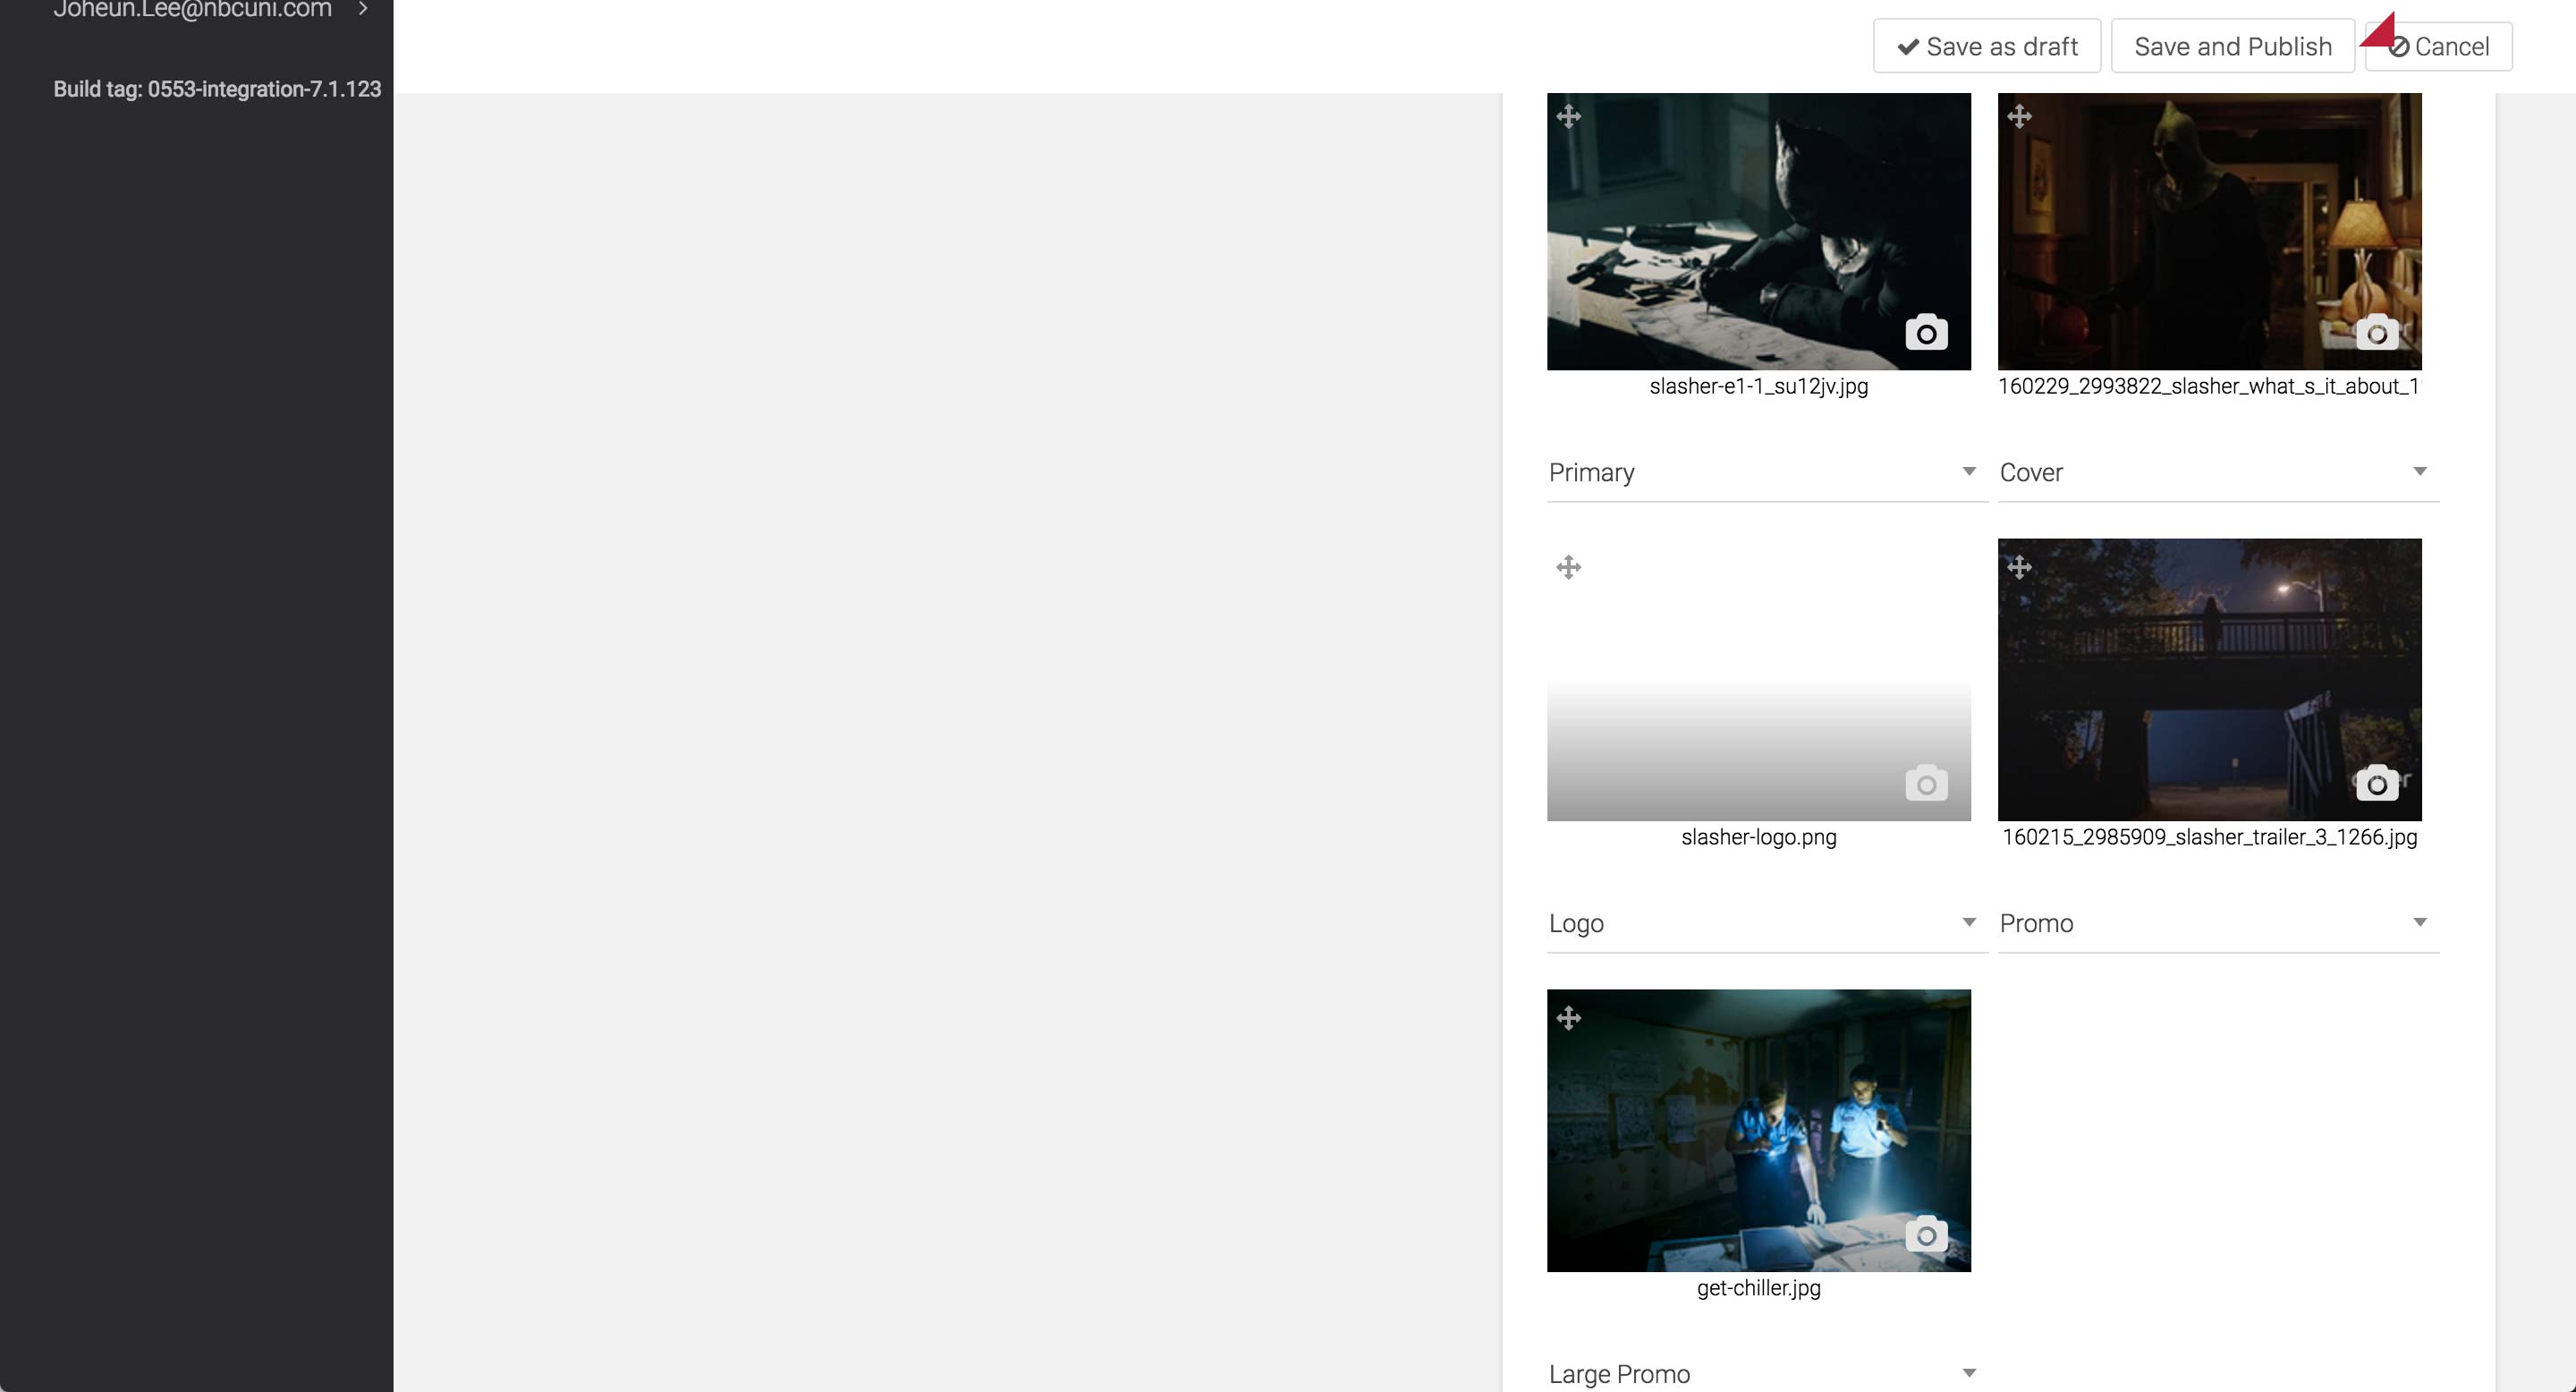 Joheun.Lee@nbcuni.com
Build tag: 0553-integration-7.1.123
Save as draft
Save and Publish
Cancel
slasher-e1-1_su12jv.jpg
160229_2993822_slasher_what_s_it_about_1
Primary
Cover
slasher-logo.png
160215_2985909_slasher_trailer_3_1266.jpg
Logo
Promo
get-chiller.jpg
Large Promo